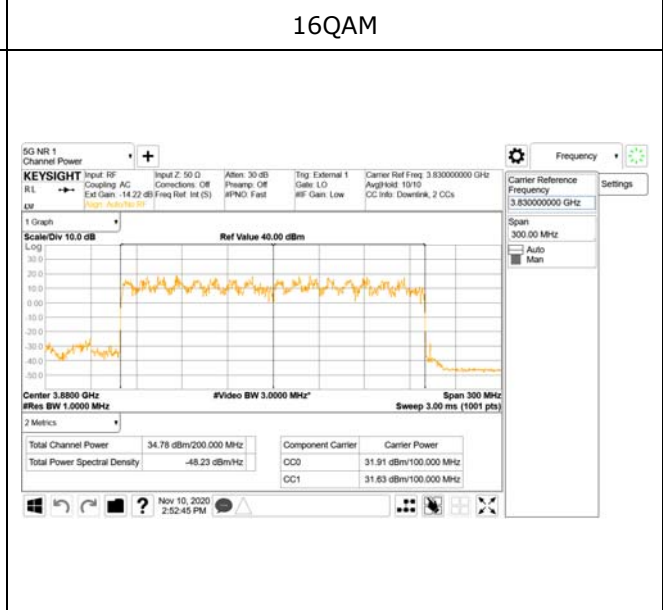 16QAM
5G NR 1
Channel Power
+
Frequency
KEYSIGHT
RL
Input: RF
Coupling: AC
Ext Gain: -14.22 dB
Align: Auto/No RF
Input Z: 50 Ω
Corrections: Off
Freq Ref: Int (S)
Atten: 30 dB
Preamp: Off
#PNO: Fast
Trig: External 1
Gate: LO
#IF Gain: Low
Carrier Ref Freq: 3.830000000 GHz
Avg|Hold: 10/10
CC Info: Downlink, 2 CCs
Carrier Reference
Frequency
3.830000000 GHz
Settings
Span
300.00 MHz
Auto
Man
1 Graph
Scale/Div 10.0 dB
Ref Value 40.00 dBm
Log
30.0
20.0
10.0
0.00
-10.0
-20.0
-30.0
-40.0
-50.0
Center 3.8800 GHz
#Video BW 3.0000 MHz*
Span 300 MHz
#Res BW 1.0000 MHz
Sweep 3.00 ms (1001 pts)
2 Metrics
Total Channel Power 34.78 dBm/200.000 MHz
Total Power Spectral Density -48.23 dBm/Hz
Component Carrier Carrier Power
CC0 31.91 dBm/100.000 MHz
CC1 31.63 dBm/100.000 MHz
?
Nov 10, 2020
2:52:45 PM